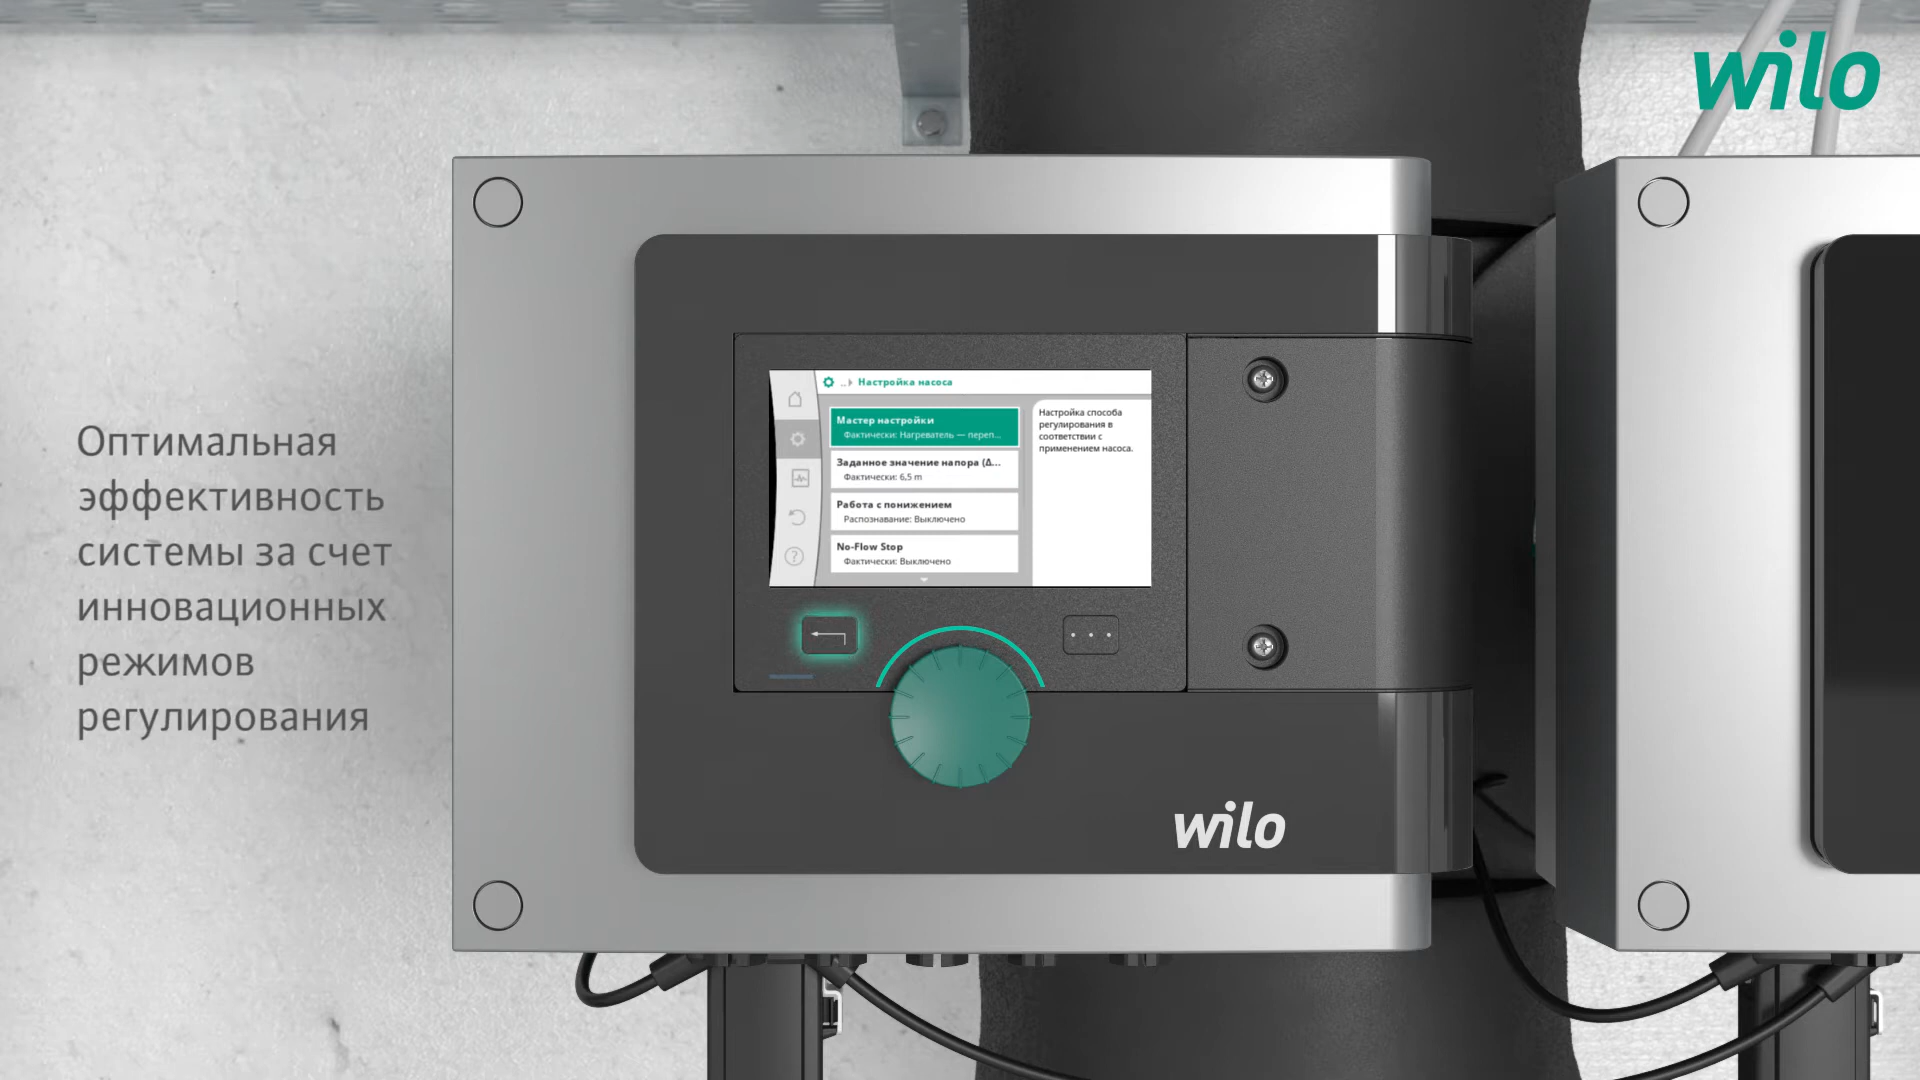 wilo
Оптимальная
эффективность
системы за счет
инновационных
режимов
регулирования
.. Настройка насоса
Мастер настройки
Фактически: Нагреватель — переп...
Заданное значение напора (Δ...
Фактически: 6,5 m
Работа с понижением
Распознавание: Выключено
No-Flow Stop
Фактически: Выключено
Настройка способа
регулирования в
соответствии с
применением насоса.
?
wilo